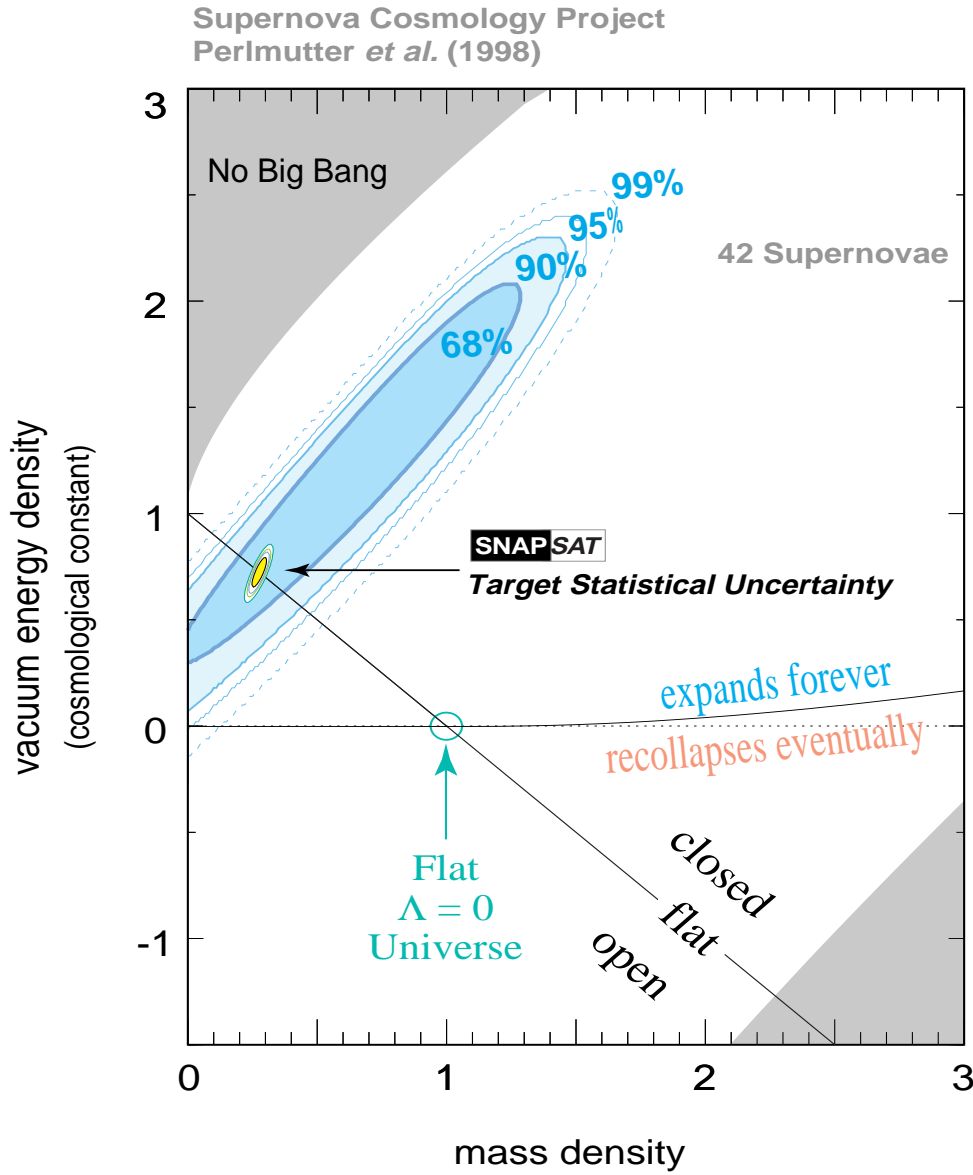 Supernova Cosmology Project
Perlmutter et al. (1998)
3
No Big Bang
99%
95%
42 Supernovae
90%
2
68%
vacuum energy density
(cosmological constant)
1
SNAPSAT
Target Statistical Uncertainty
expands forever
0
recollapses eventually
Flat
Λ = 0
Universe
closed
flat
open
-1
0
1
2
3
mass density